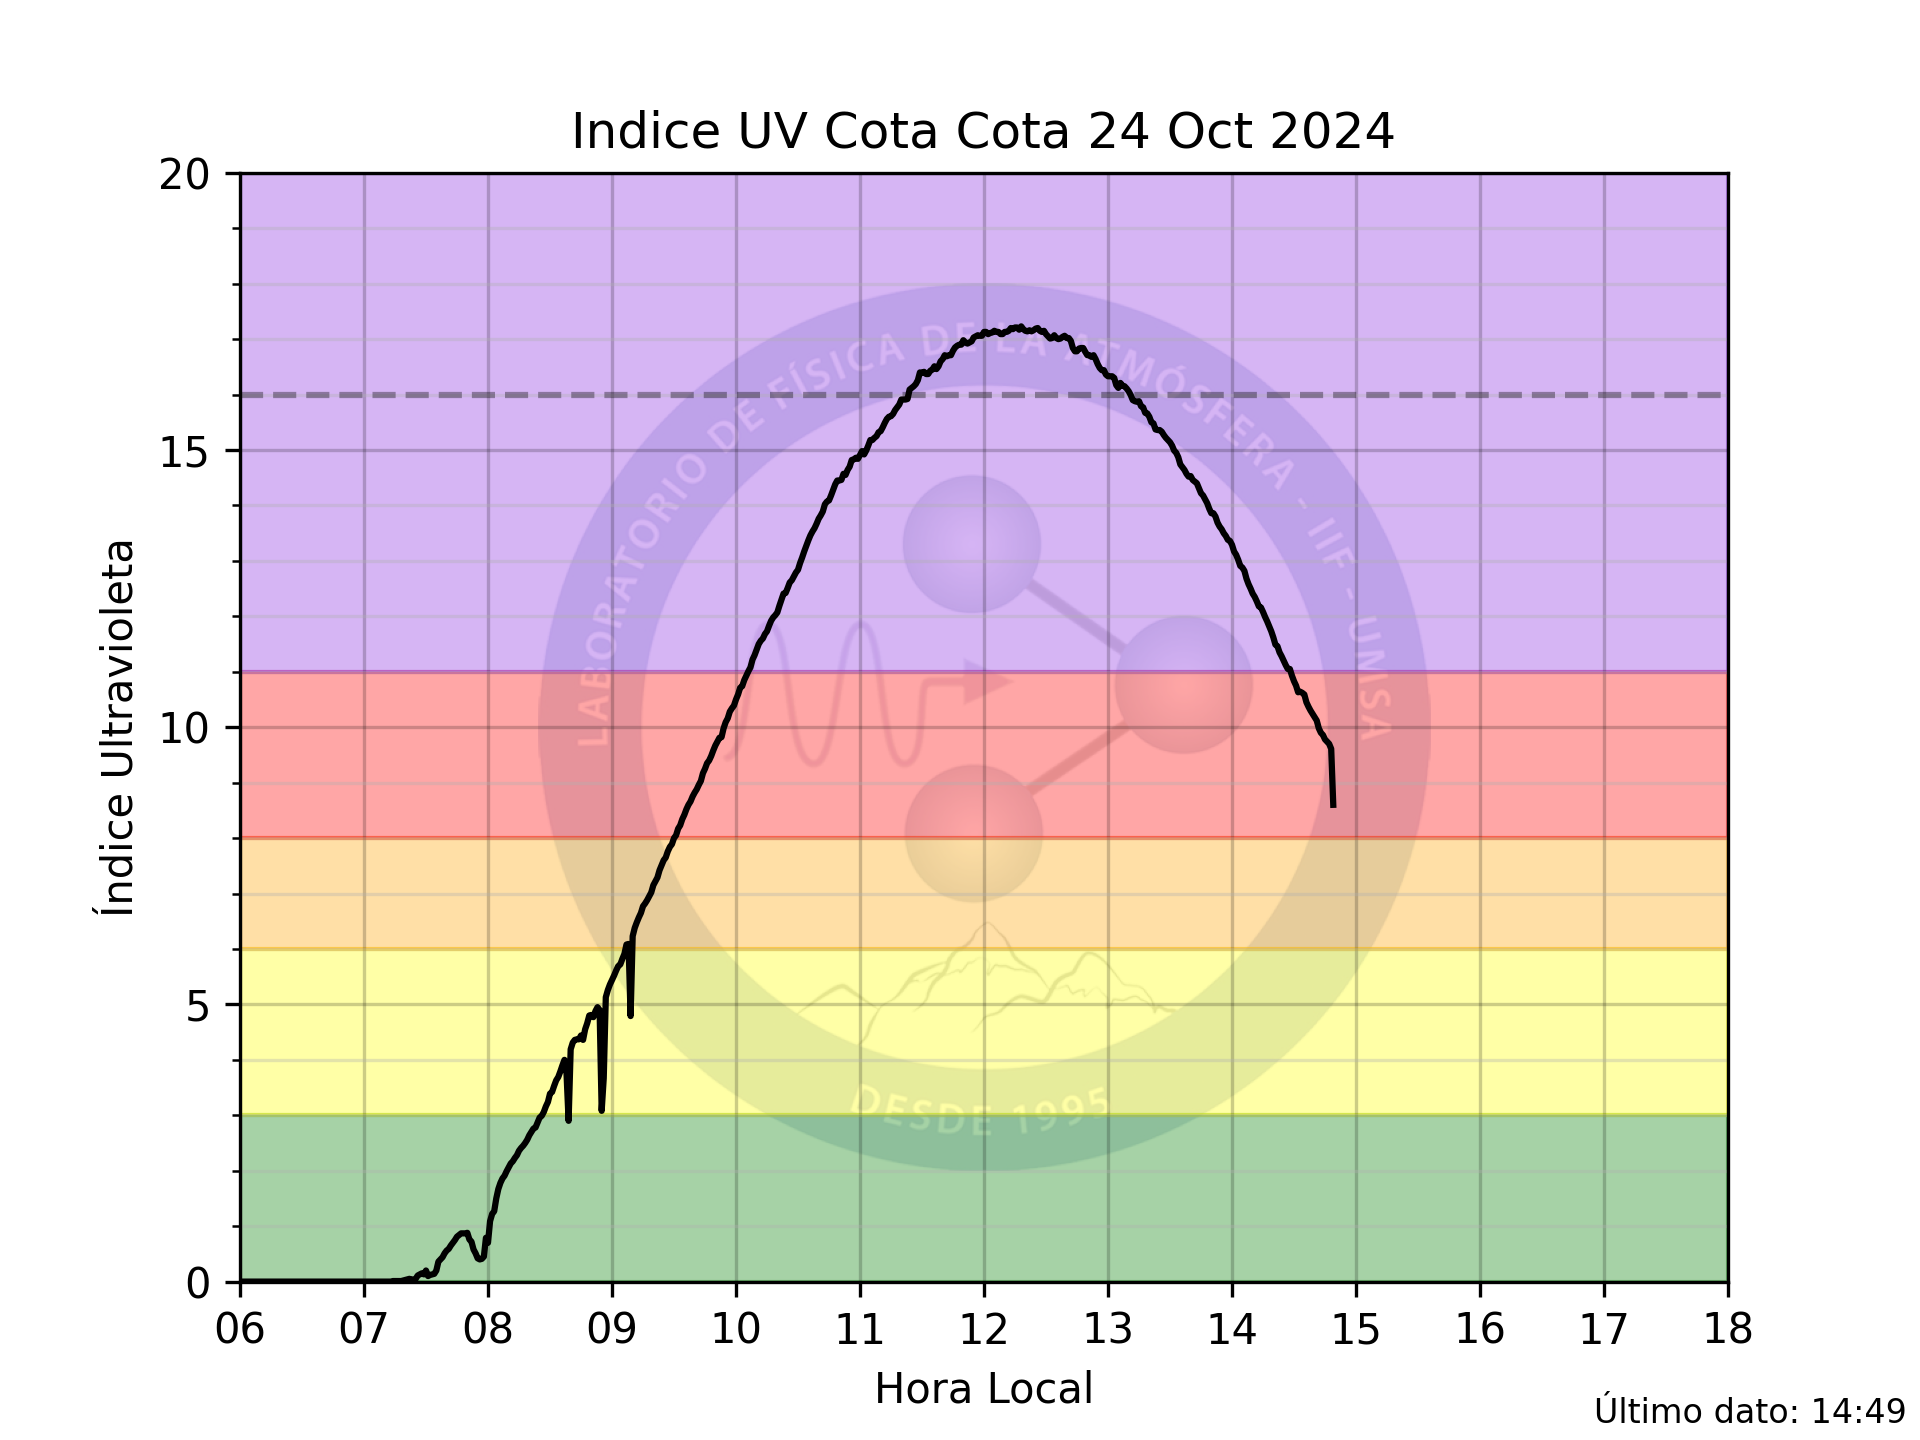 Indice UV Cota Cota 24 Oct 2024
20
15
10
5
0
Índice Ultravioleta
LABORATORIO DE FÍSICA DE LA ATMÓSFERA - IIF - UMSA
DESDE 1995
06 07 08 09 10 11 12 13 14 15 16 17 18
Hora Local
Último dato: 14:49